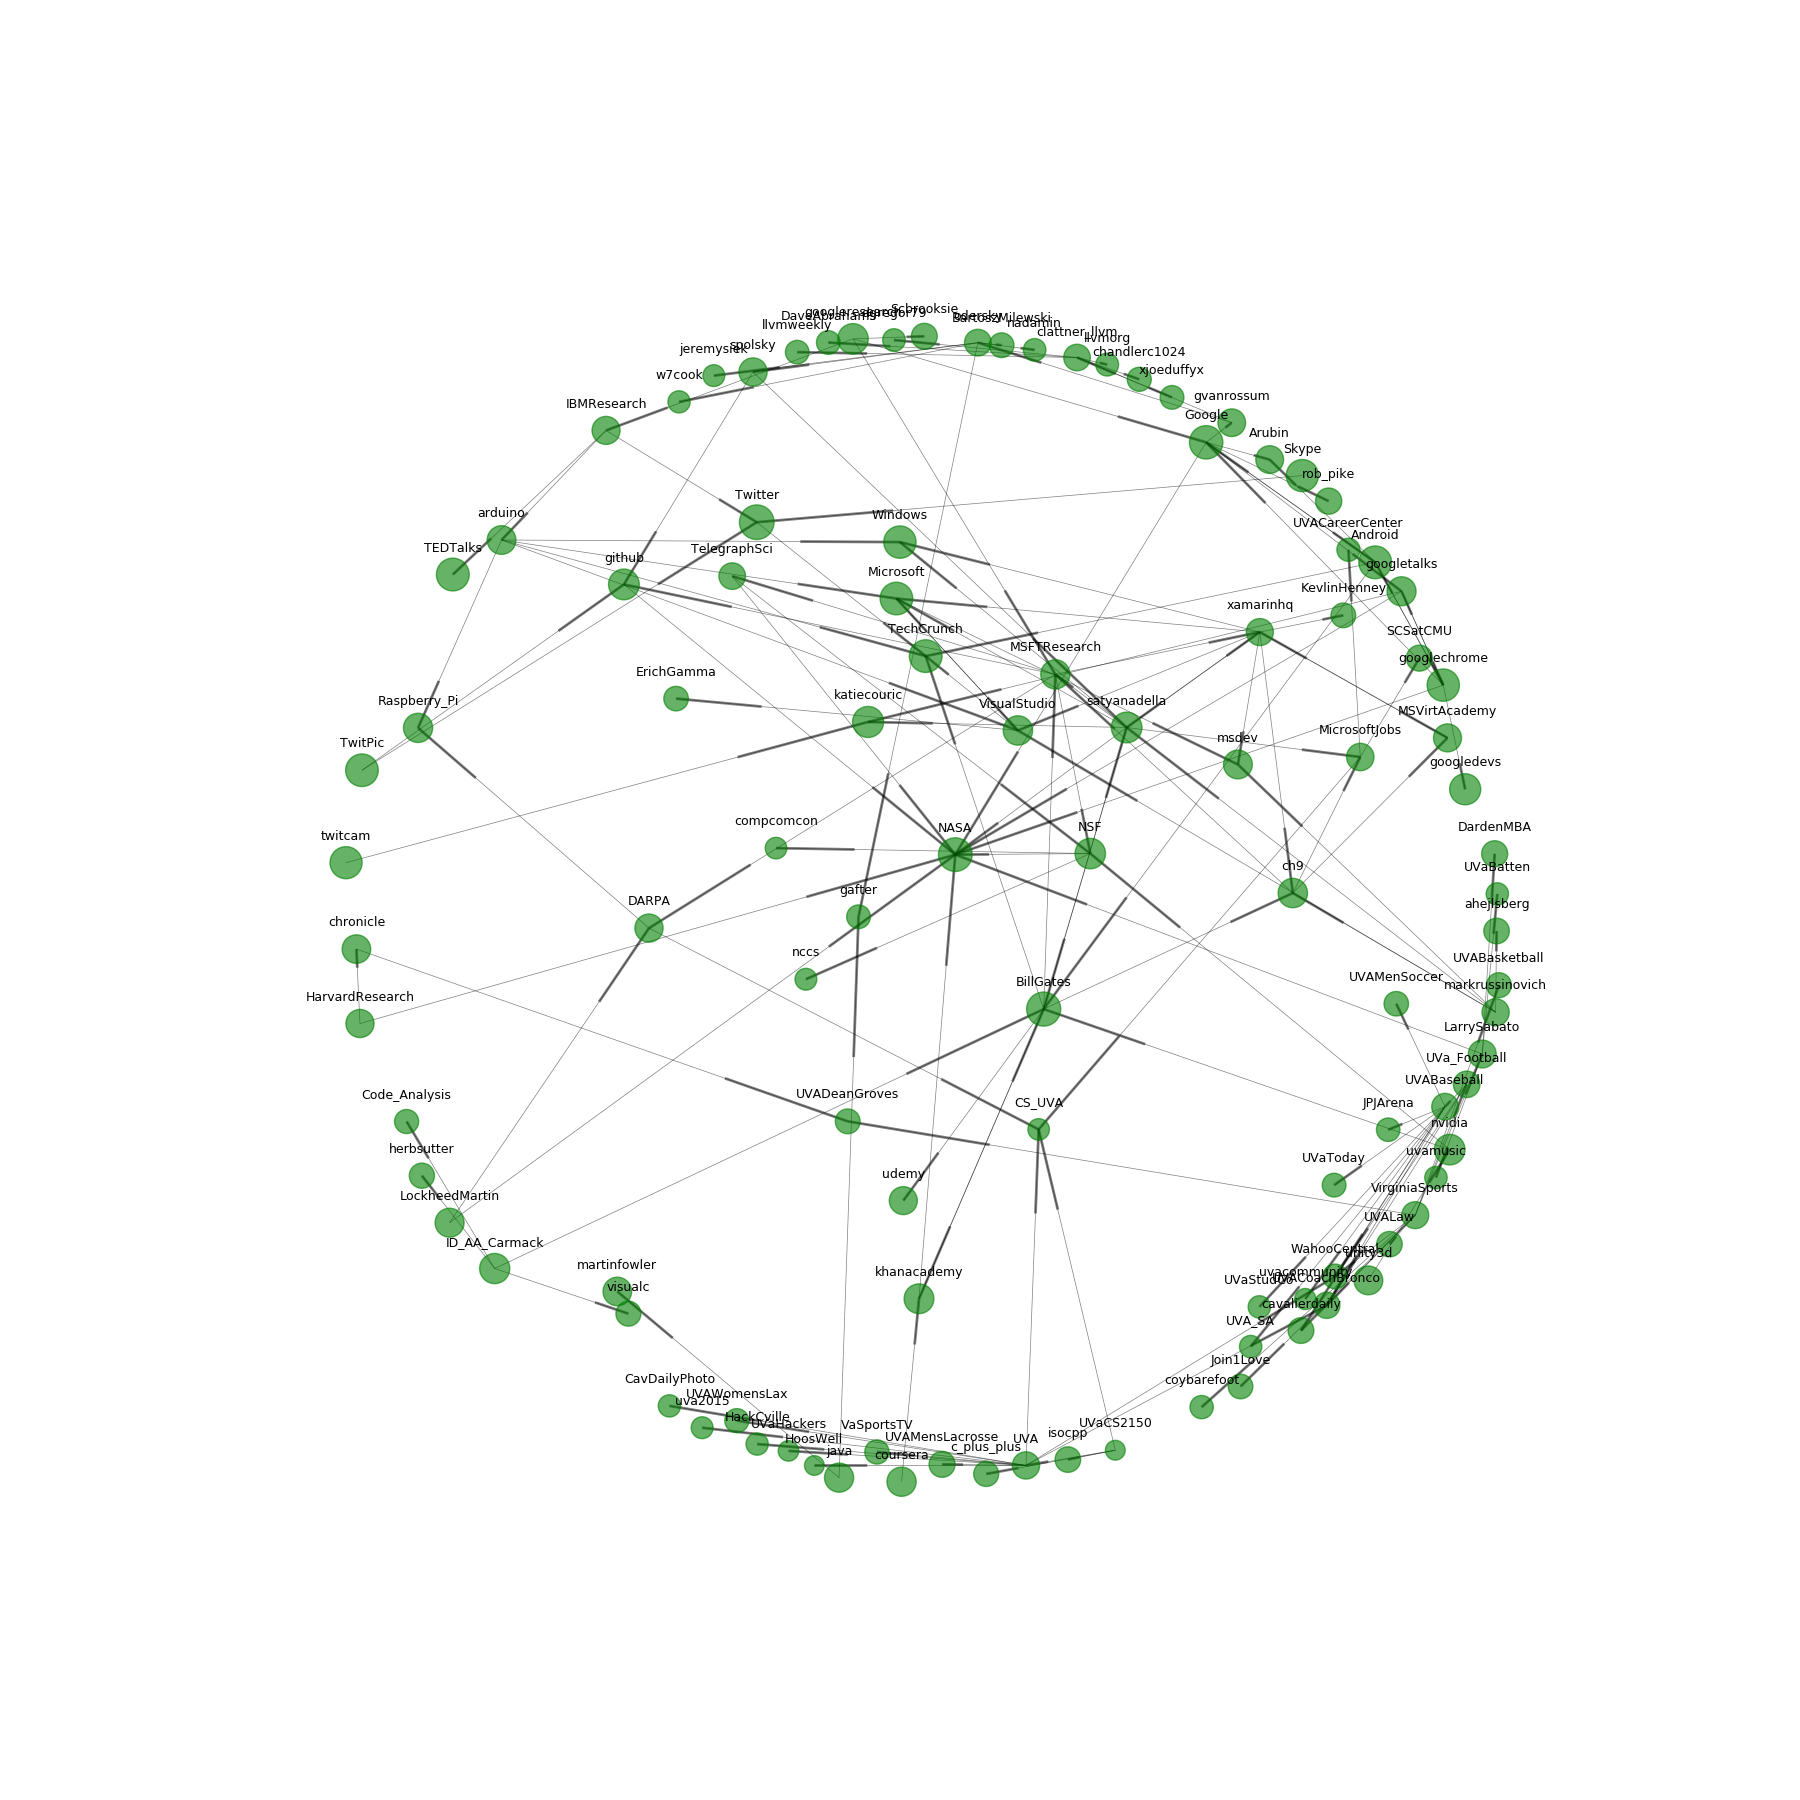 Scbrooksie
googleresearch
DaveAbrahams
dgregor79
odersky
BartoszMilewski
llvmweekly
nadamin
clattner_llvm
llvmorg
spolsky
jeremysiek
chandlerc1024
xjoeduffyx
w7cook
gvanrossum
IBMResearch
Google
Arubin
Skype
rob_pike
Twitter
arduino
Windows
UVACareerCenter
Android
TEDTalks
TelegraphSci
github
Microsoft
googletalks
KevlinHenney
xamarinhq
TechCrunch
SCSatCMU
MSFTResearch
googlechrome
ErichGamma
katiecouric
Raspberry_Pi
VisualStudio
satyanadella
MSVirtAcademy
TwitPic
msdev
MicrosoftJobs
googledevs
compcomcon
twitcam
NASA
NSF
DardenMBA
ch9
UVaBatten
gafter
DARPA
ahejlsberg
chronicle
nccs
UVABasketball
UVAMenSoccer
HarvardResearch
BillGates
markrussinovich
LarrySabato
UVa_Football
Code_Analysis
UVADeanGroves
CS_UVA
UVABaseball
JPJArena
nvidia
herbsutter
udemy
UVaToday
uvamusic
LockheedMartin
VirginiaSports
UVALaw
ID_AA_Carmack
WahooCentral
unity3d
martinfowler
khanacademy
uvacommunity
UVACoachBronco
visualc
UVaStudCo
cavalierdaily
UVA_SA
Join1Love
CavDailyPhoto
coybarefoot
UVAWomensLax
uva2015
HackCville
UVaHackers
VaSportsTV
UVaCS2150
HoosWell
UVAMensLacrosse
UVA
isocpp
java
coursera
c_plus_plus